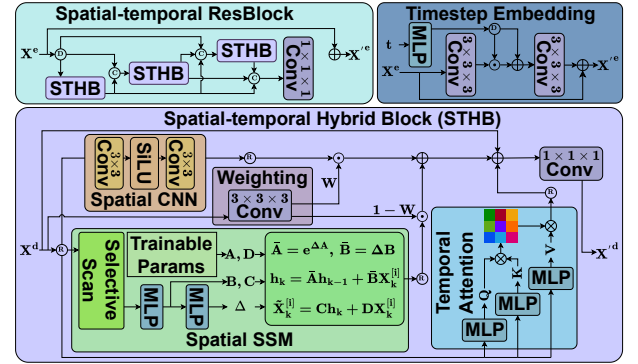 Spatial-temporal ResBlock
X^e
D
STHB
C
STHB
C
STHB
C
1 × 1 × 1
Conv
X'^e
Timestep Embedding
t
MLP
D
X^e
3 × 3 × 3
Conv
3 × 3 × 3
Conv
X'^e
Spatial-temporal Hybrid Block (STHB)
3×3
Conv
SiLU
3×3
Conv
Spatial CNN
R
Weighting
3 × 3 × 3
Conv
W
1 − W
1 × 1 × 1
Conv
X^d
R
Selective
Scan
Trainable
Params
A, D
MLP
B, C
MLP
Δ
Ā = e^{ΔA}, B̄ = ΔB
h_k = Āh_{k−1} + B̄X_k^{[i]}
X̃_k^{[i]} = Ch_k + DX_k^{[i]}
Spatial SSM
R
R
Temporal
Attention
Q
K
V
MLP
MLP
MLP
X'^d